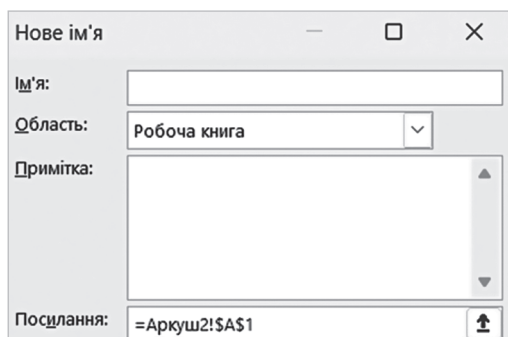 Нове ім'я
Ім'я:
Область: Робоча книга
Примітка:
Посилання: =Аркуш2!$A$1